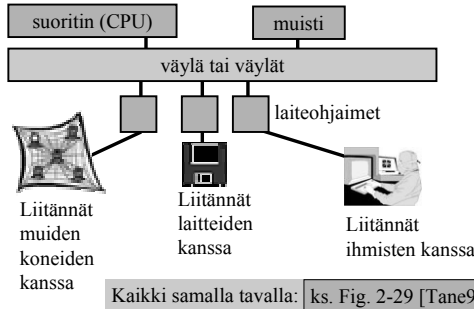 suoritin (CPU)
muisti
väylä tai väylät
laiteohjaimet
Liitännät
muiden
koneiden
kanssa
Liitännät
laitteiden
kanssa
Liitännät
ihmisten kanssa
Kaikki samalla tavalla:
ks. Fig. 2-29 [Tane9